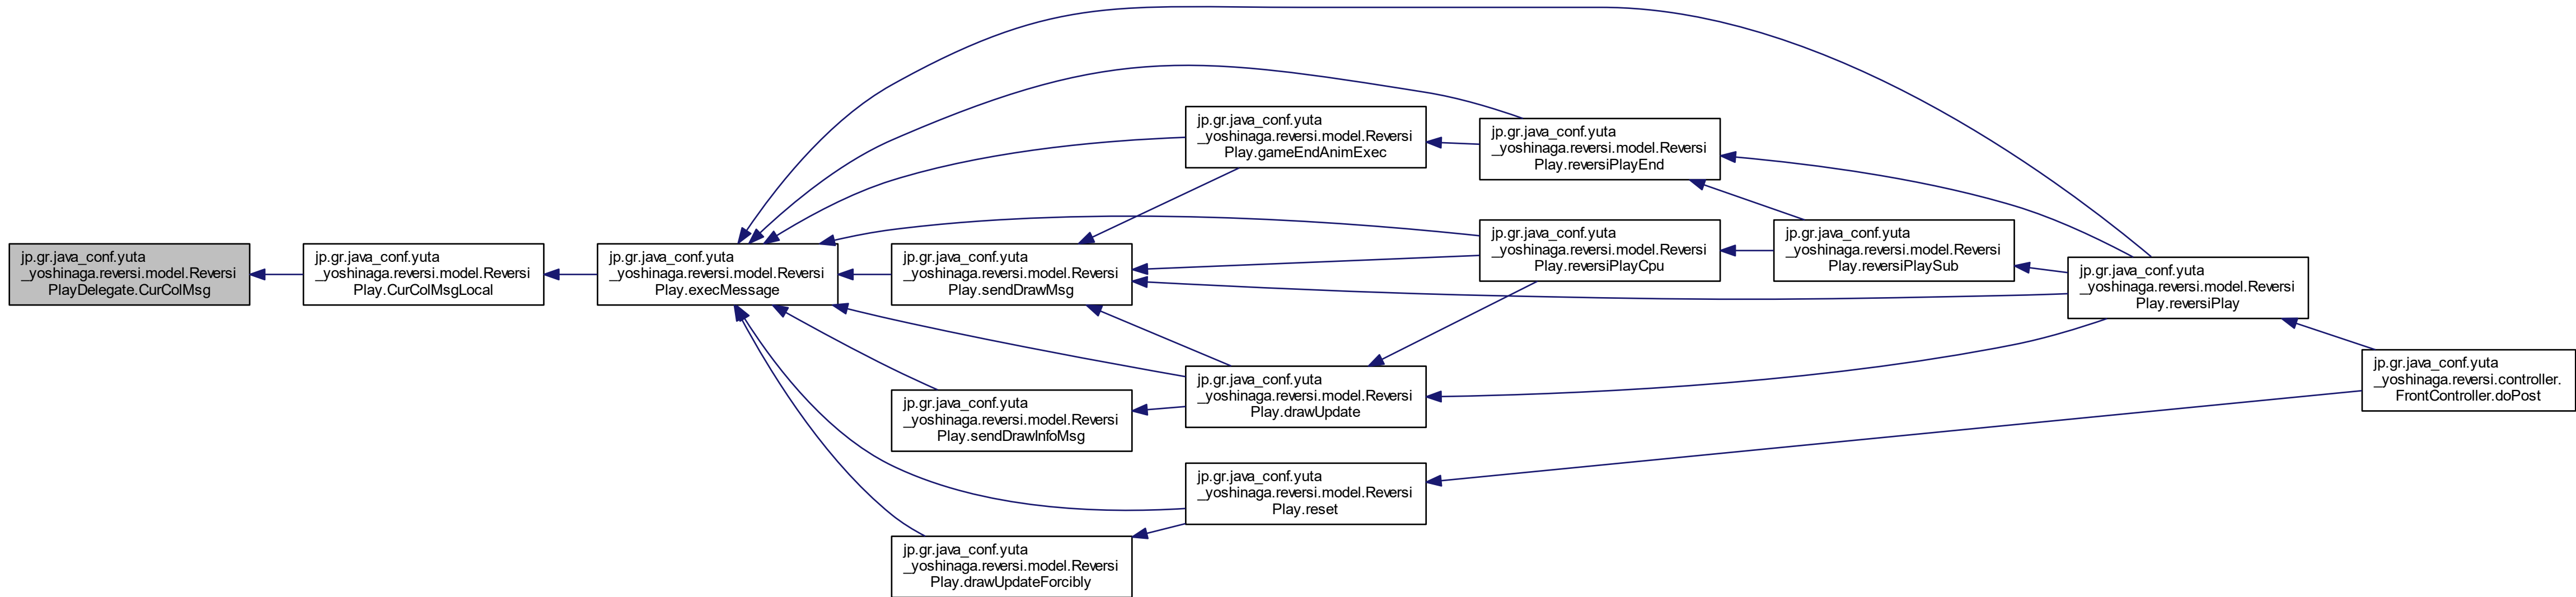 jp.gr.java_conf.yuta
_yoshinaga.reversi.model.Reversi
PlayDelegate.CurColMsg
jp.gr.java_conf.yuta
_yoshinaga.reversi.model.Reversi
Play.CurColMsgLocal
jp.gr.java_conf.yuta
_yoshinaga.reversi.model.Reversi
Play.execMessage
jp.gr.java_conf.yuta
_yoshinaga.reversi.model.Reversi
Play.gameEndAnimExec
jp.gr.java_conf.yuta
_yoshinaga.reversi.model.Reversi
Play.reversiPlayEnd
jp.gr.java_conf.yuta
_yoshinaga.reversi.model.Reversi
Play.sendDrawMsg
jp.gr.java_conf.yuta
_yoshinaga.reversi.model.Reversi
Play.reversiPlayCpu
jp.gr.java_conf.yuta
_yoshinaga.reversi.model.Reversi
Play.reversiPlaySub
jp.gr.java_conf.yuta
_yoshinaga.reversi.model.Reversi
Play.reversiPlay
jp.gr.java_conf.yuta
_yoshinaga.reversi.model.Reversi
Play.drawUpdate
jp.gr.java_conf.yuta
_yoshinaga.reversi.controller.
FrontController.doPost
jp.gr.java_conf.yuta
_yoshinaga.reversi.model.Reversi
Play.sendDrawInfoMsg
jp.gr.java_conf.yuta
_yoshinaga.reversi.model.Reversi
Play.reset
jp.gr.java_conf.yuta
_yoshinaga.reversi.model.Reversi
Play.drawUpdateForcibly